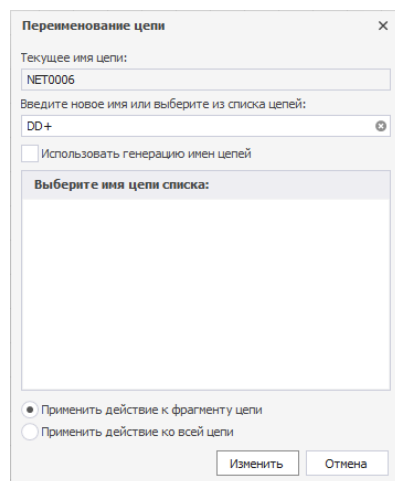 Переименование цепи
Текущее имя цепи:
NET0006
Введите новое имя или выберите из списка цепей:
DD+
Использовать генерацию имен цепей
Выберите имя цепи списка:
Применить действие к фрагменту цепи
Применить действие ко всей цепи
Изменить Отмена